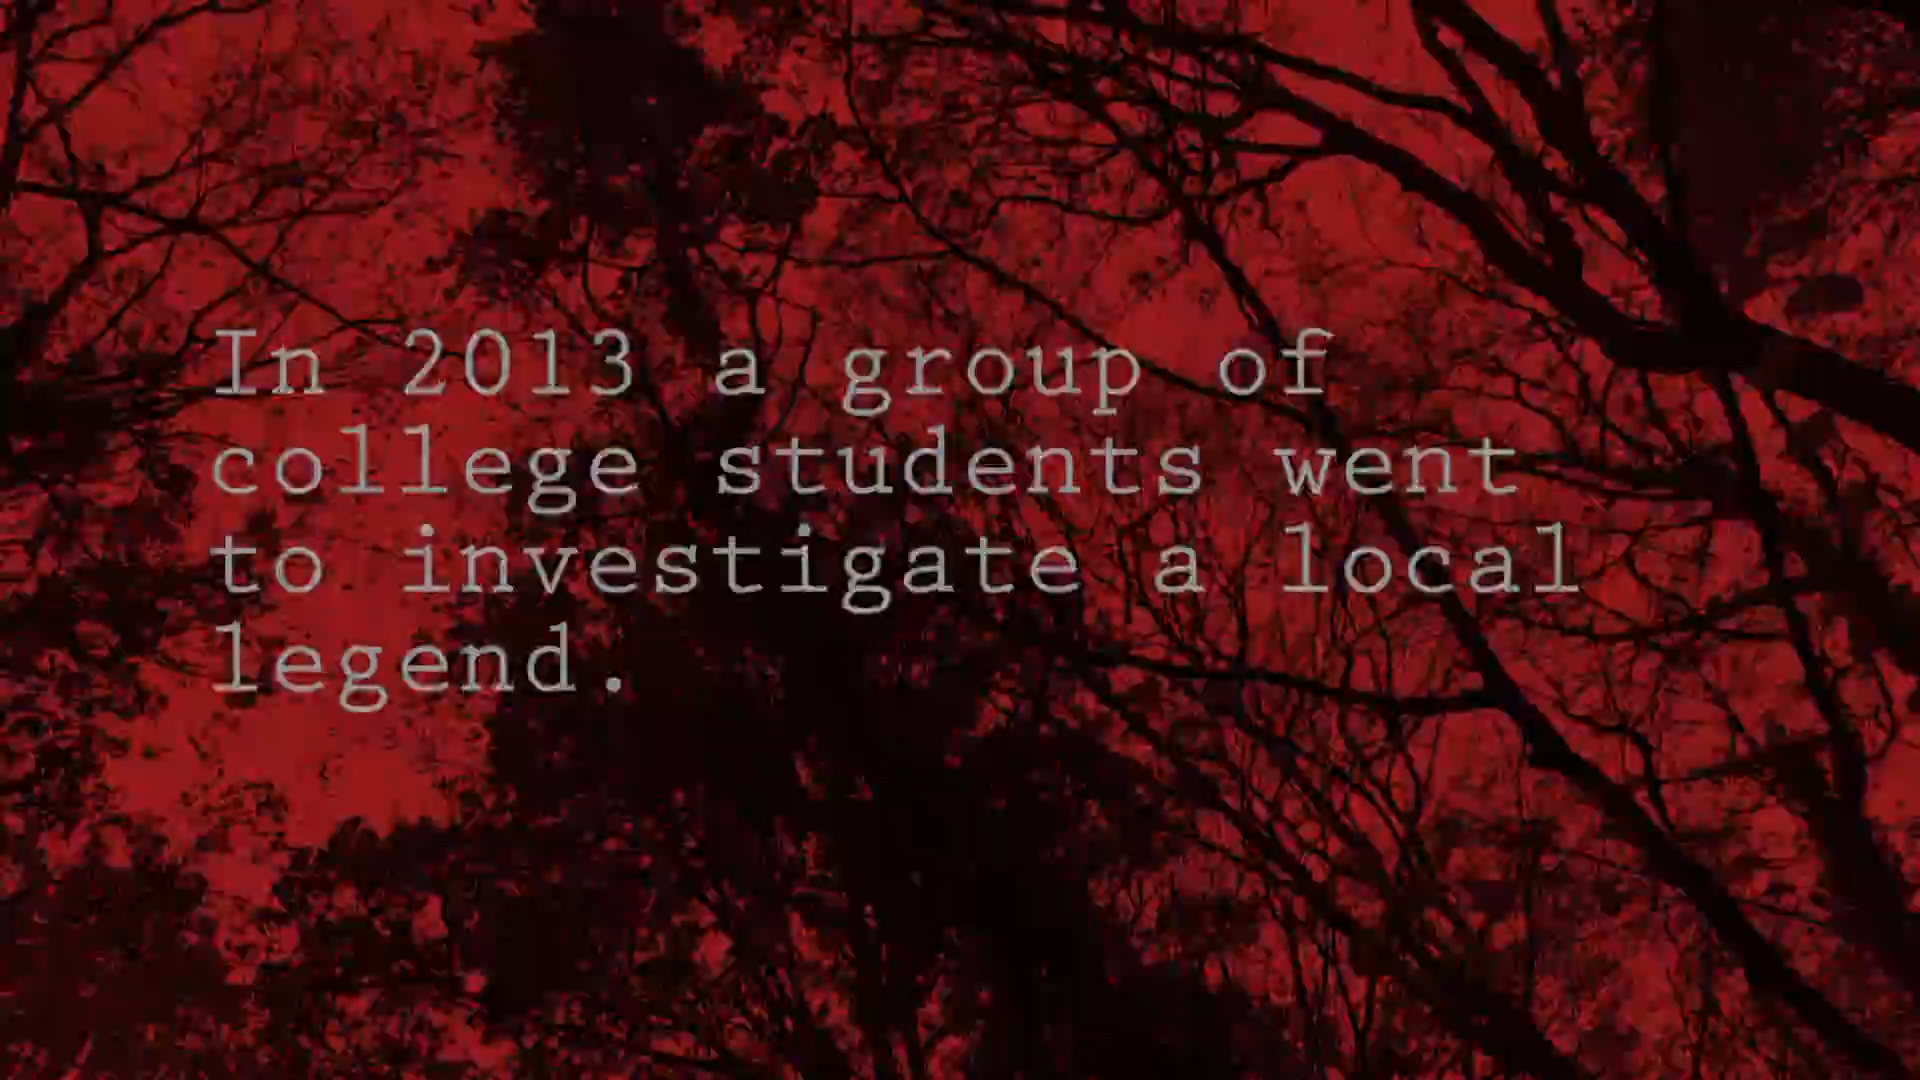 In 2013 a group of
college students went
to investigate a local
legend.